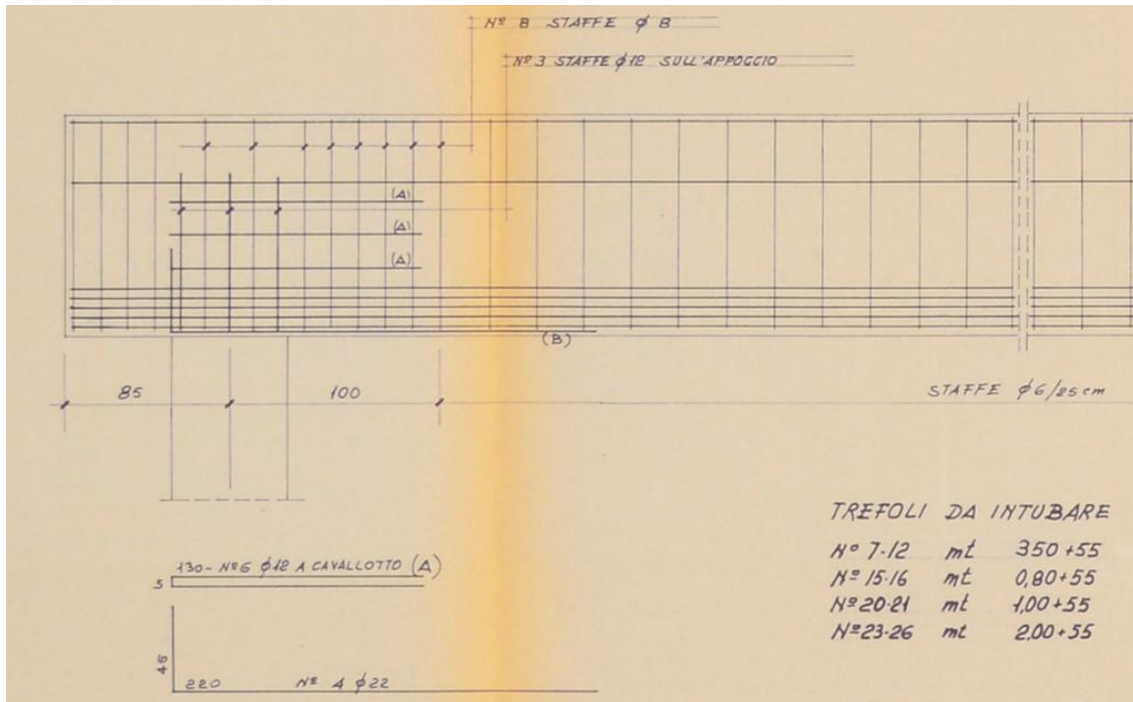 Nº 8 STAFFE φ 8
Nº 3 STAFFE φ12 SULL'APPOGGIO
(A)
(A)
(A)
(B)
85
100
STAFFE φ6/25 cm
TREFOLI DA INTUBARE
Nº 7-12 mt 350+55
Nº 15-16 mt 0,80+55
Nº 20-21 mt 1,00+55
Nº 23-26 mt 2,00+55
130 - Nº 6 φ12 A CAVALLOTTO (A)
5
45
220 Nº 4 φ22